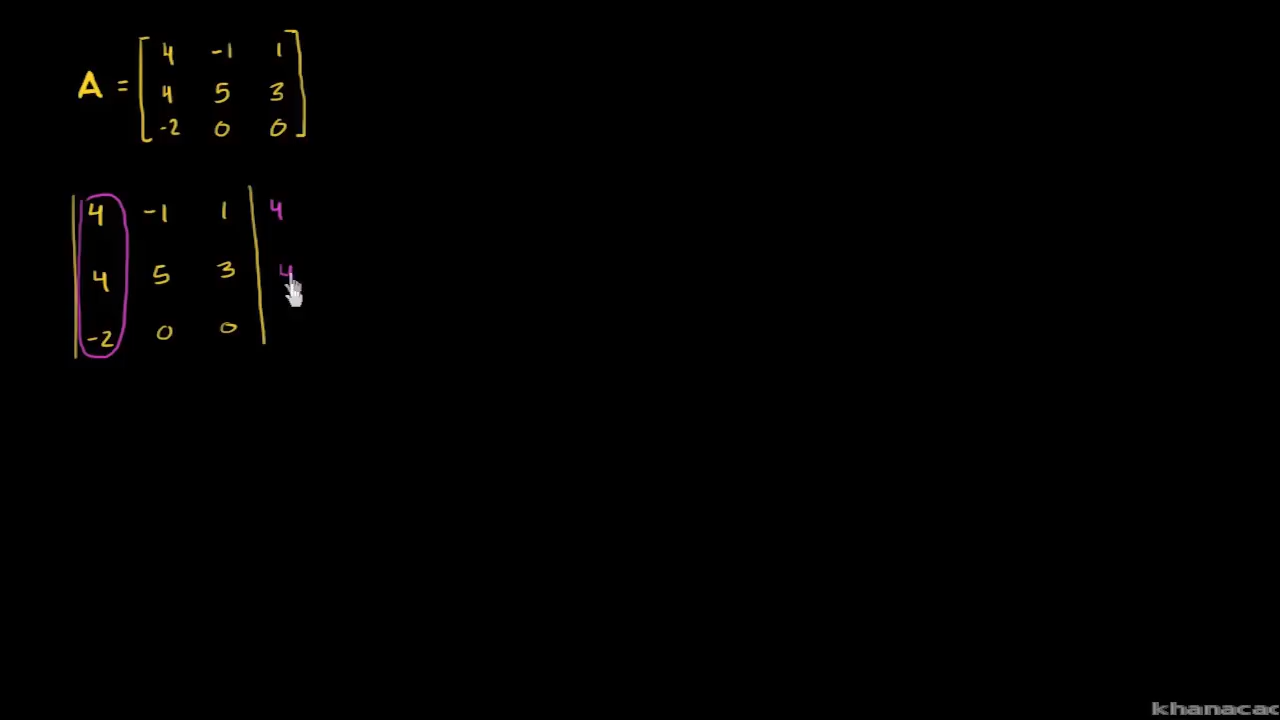 A = [ 4 -1 1
4 5 3
-2 0 0 ]
| 4 -1 1 | 4
4 5 3 4
-2 0 0 |
khanacac